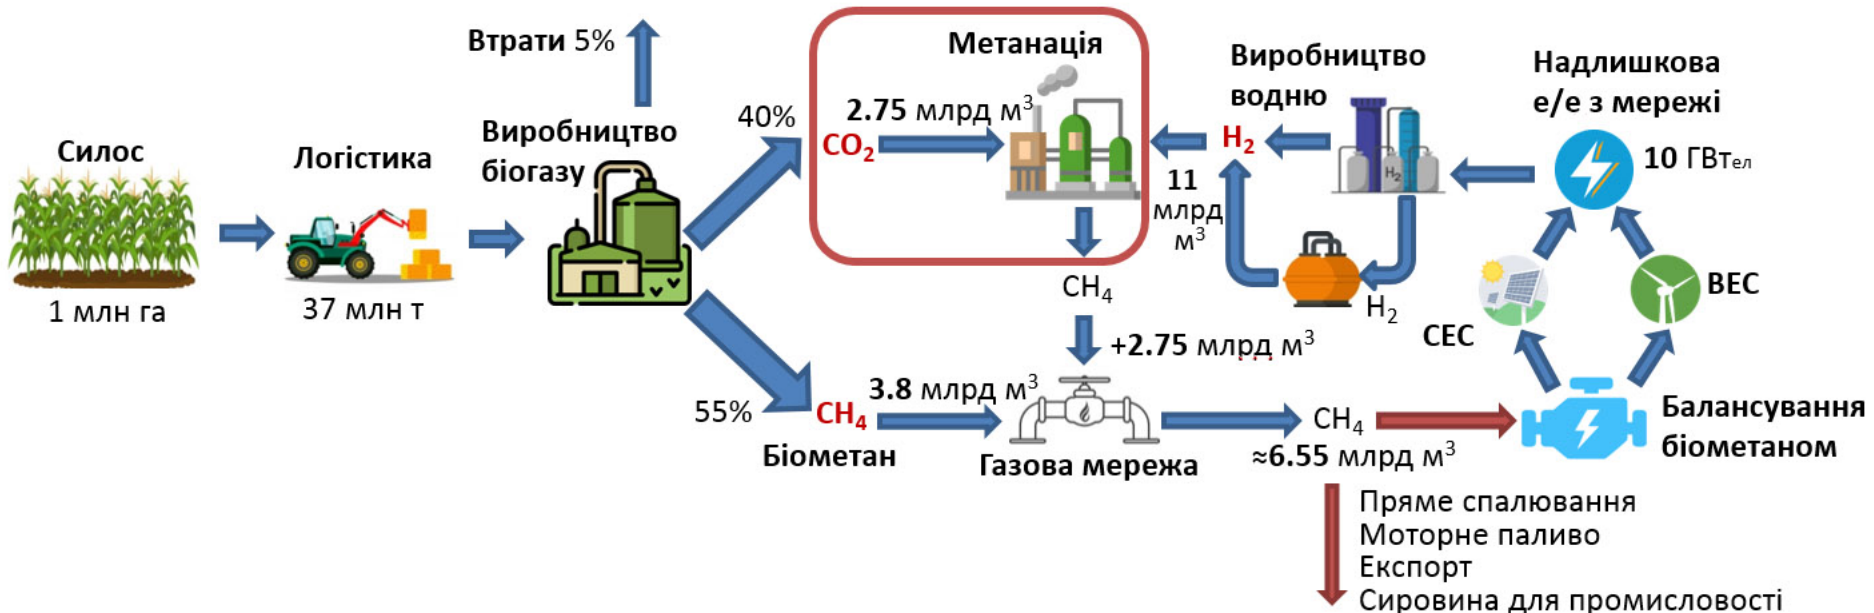 Втрати 5%
Силос
1 млн га
Логістика
37 млн т
Виробництво
біогазу
40%
55%
2.75 млрд м³
CO₂
Метанація
CH₄
+2.75 млрд м³
3.8 млрд м³
CH₄
Біометан
Газова мережа
H₂
11
млрд
м³
Виробництво
водню
H₂
H₂
Надлишкова
е/е з мережі
10 ГВтел
СЕС
ВЕС
Балансування
біометаном
CH₄
≈6.55 млрд м³
Пряме спалювання
Моторне паливо
Експорт
Сировина для промисловості